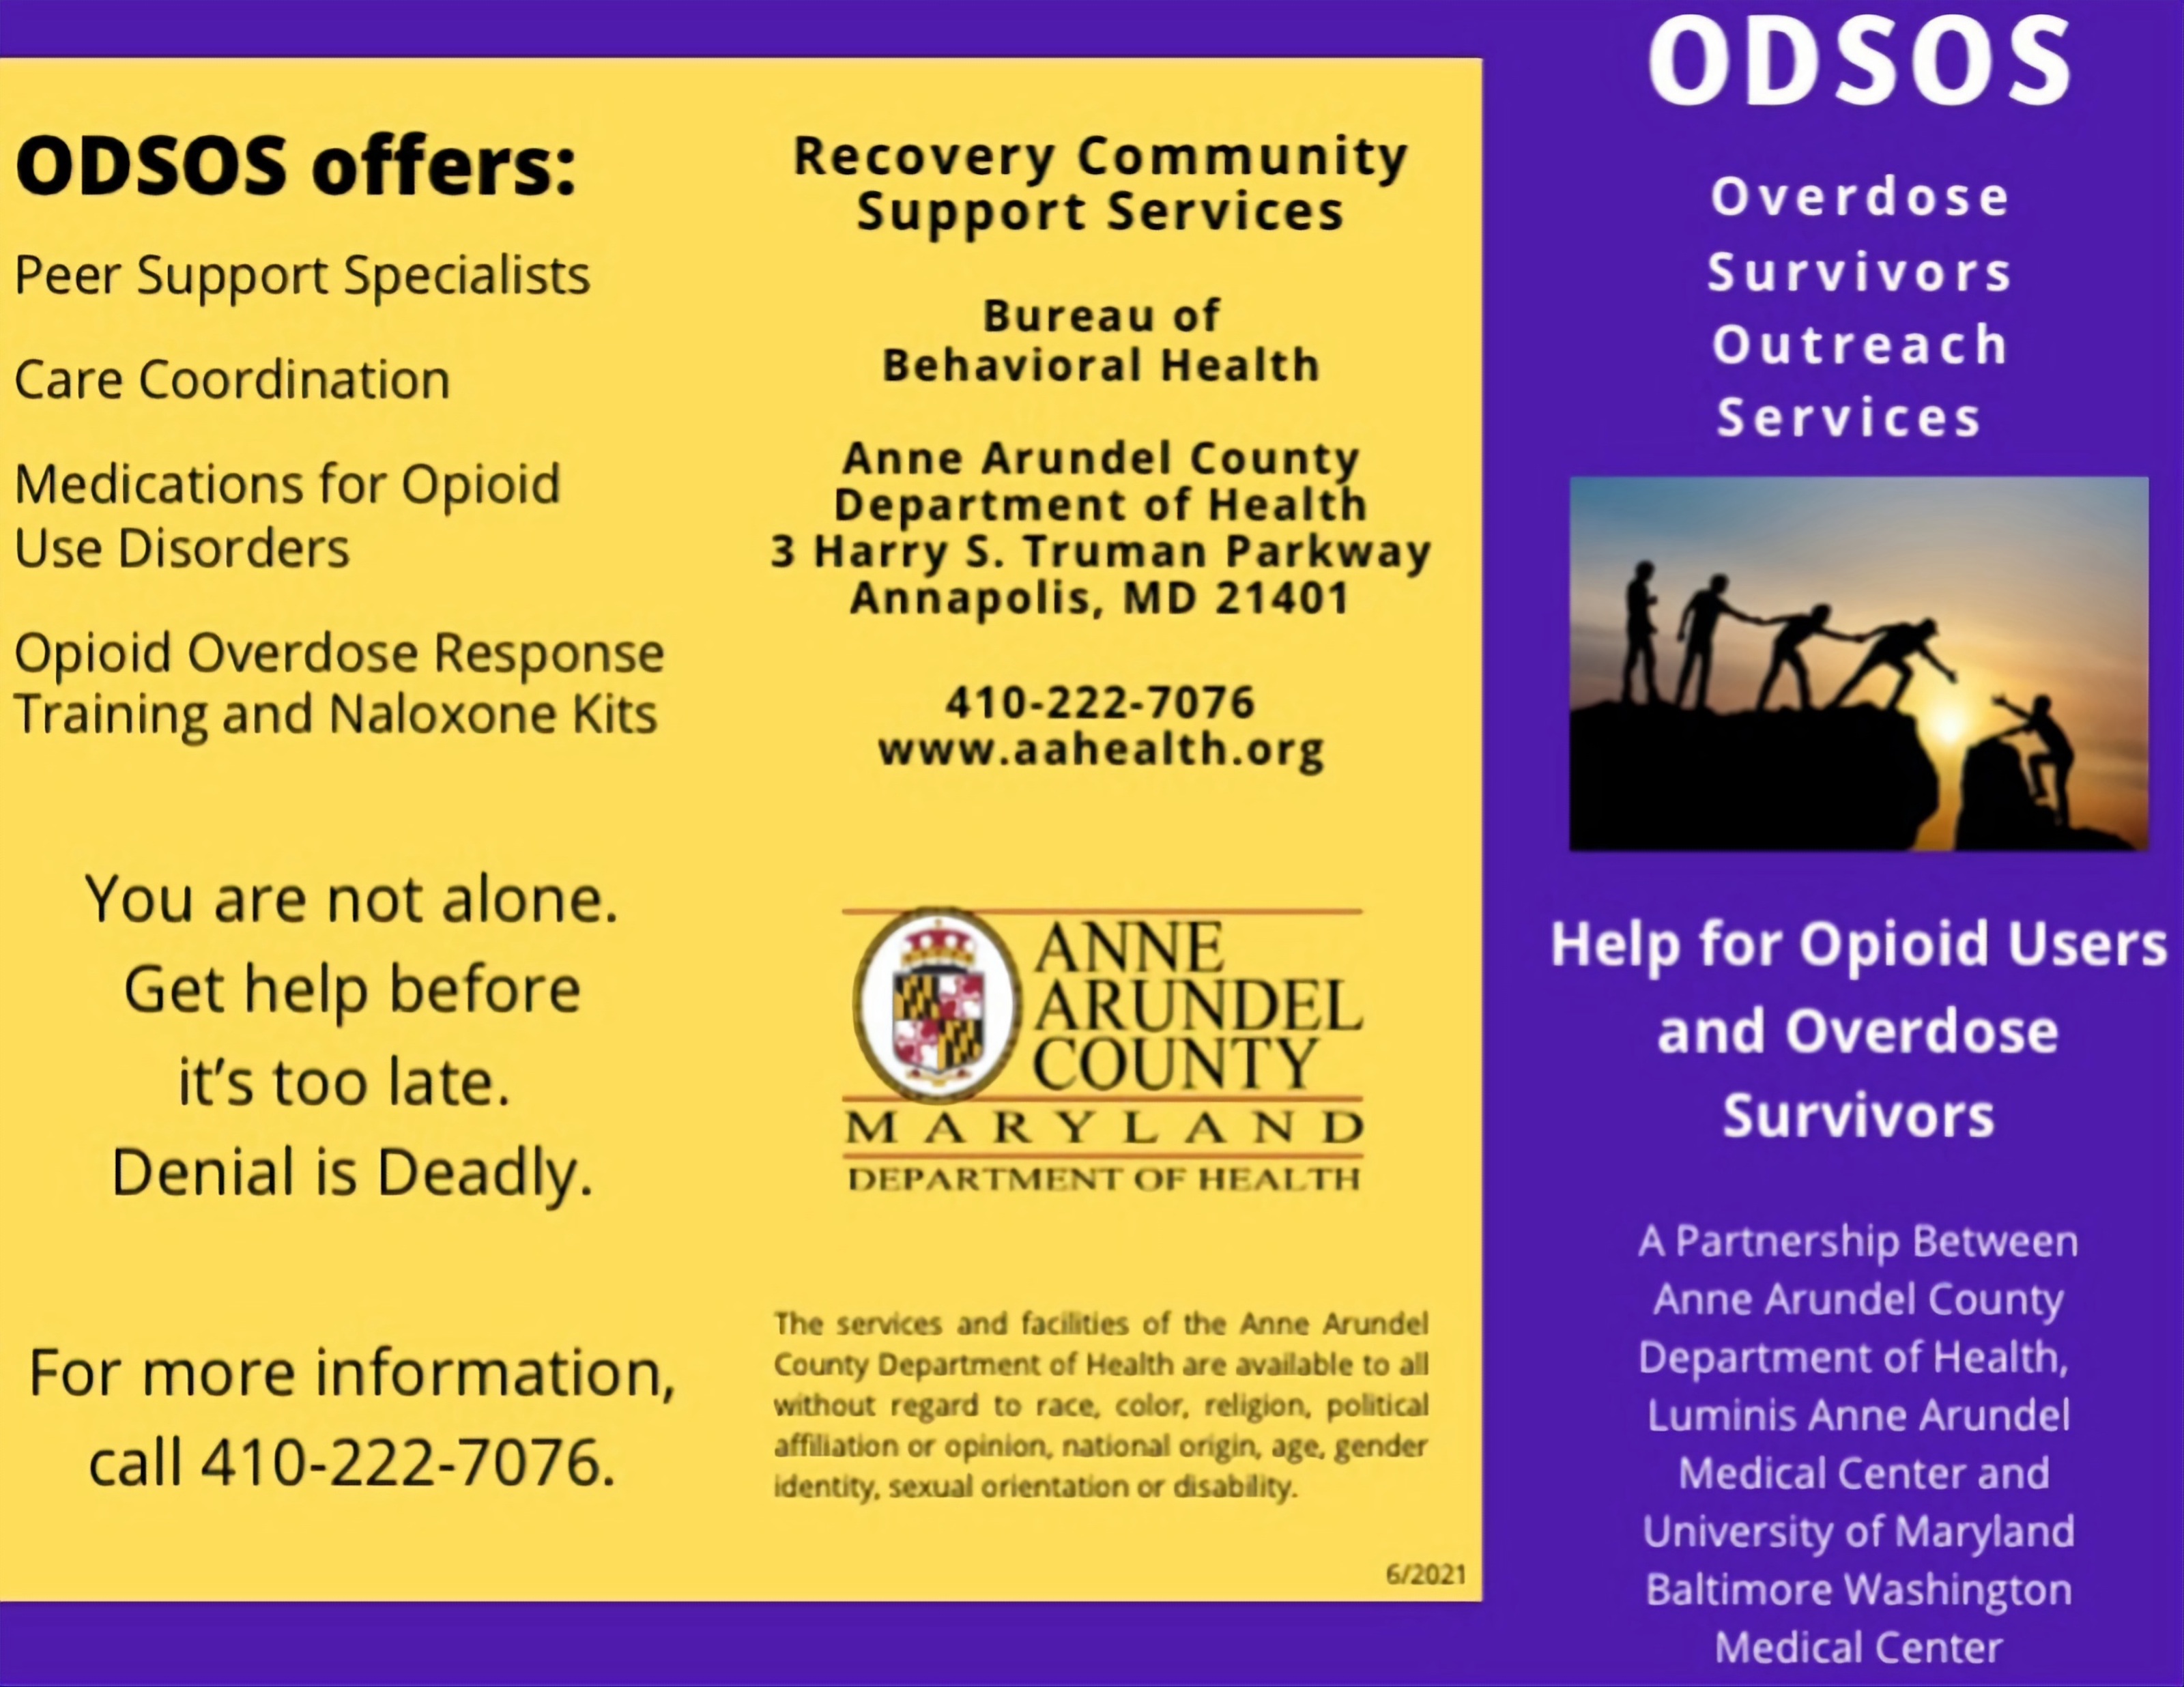 ODSOS offers:
Peer Support Specialists
Care Coordination
Medications for Opioid
Use Disorders
Opioid Overdose Response
Training and Naloxone Kits
You are not alone.
Get help before
it’s too late.
Denial is Deadly.
For more information,
call 410-222-7076.
Recovery Community
Support Services
Bureau of
Behavioral Health
Anne Arundel County
Department of Health
3 Harry S. Truman Parkway
Annapolis, MD 21401
410-222-7076
www.aahealth.org
ANNE
ARUNDEL
COUNTY
MARYLAND
DEPARTMENT OF HEALTH
The services and facilities of the Anne Arundel
County Department of Health are available to all
without regard to race, color, religion, political
affiliation or opinion, national origin, age, gender
identity, sexual orientation or disability.
6/2021
ODSOS
Overdose
Survivors
Outreach
Services
Help for Opioid Users
and Overdose
Survivors
A Partnership Between
Anne Arundel County
Department of Health,
Luminis Anne Arundel
Medical Center and
University of Maryland
Baltimore Washington
Medical Center